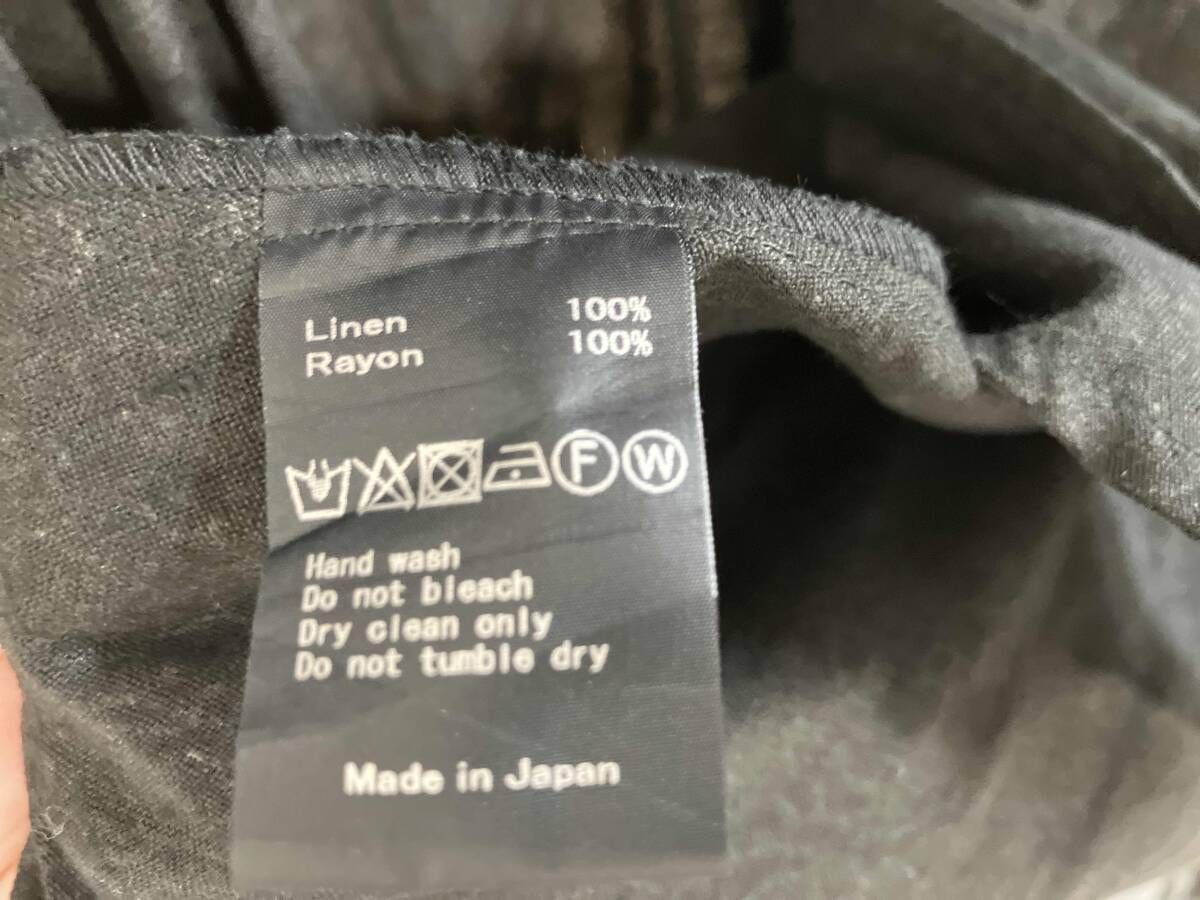 Linen 100%
Rayon 100%
F W
Hand wash
Do not bleach
Dry clean only
Do not tumble dry
Made in Japan